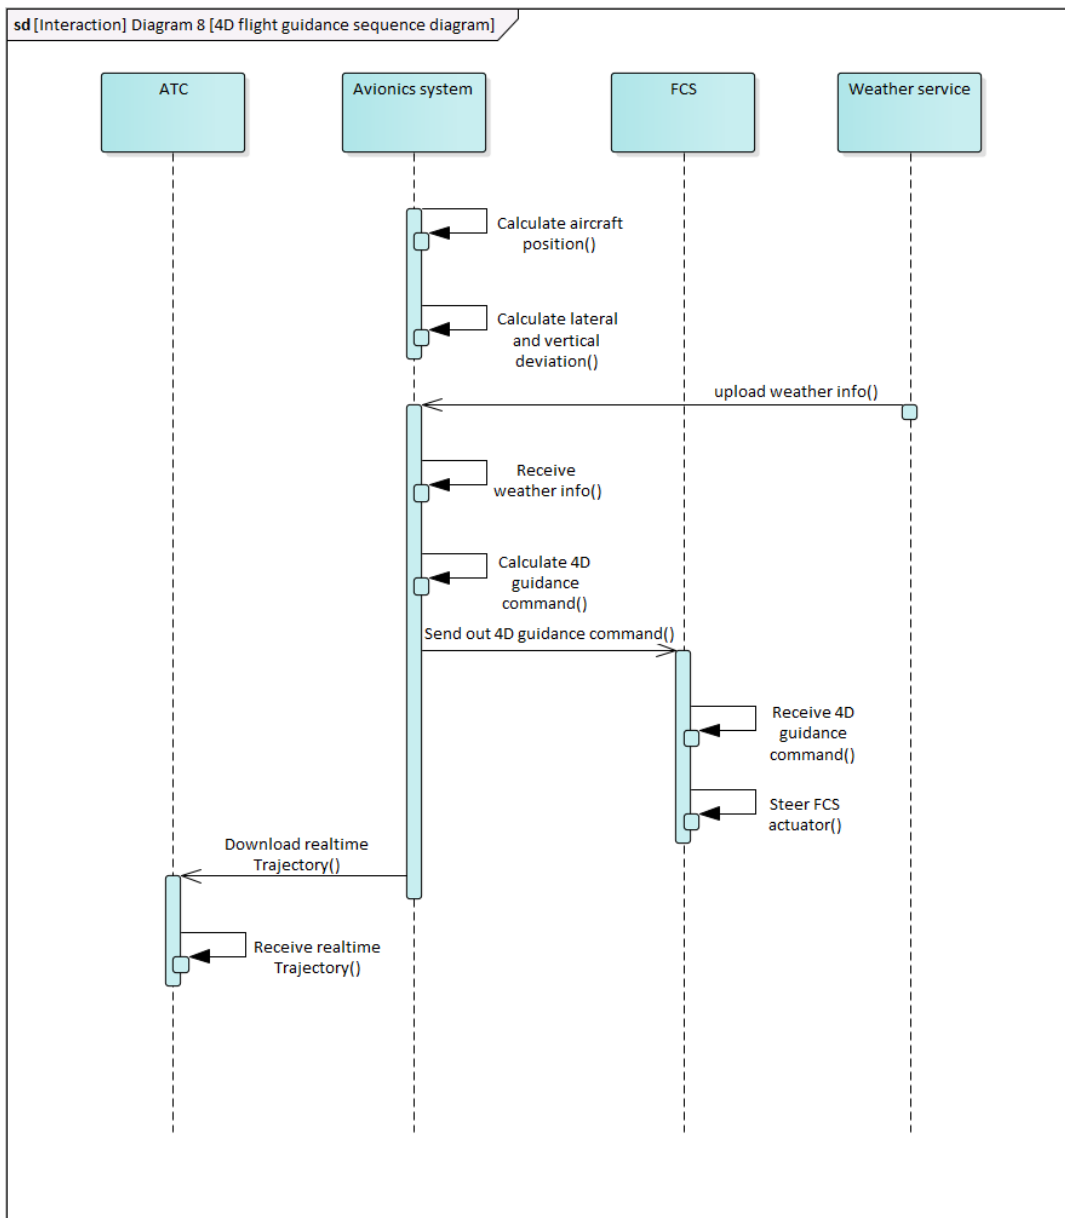 sd [Interaction] Diagram 8 [4D flight guidance sequence diagram]
ATC
Avionics system
FCS
Weather service
Calculate aircraft
position()
Calculate lateral
and vertical
deviation()
upload weather info()
Receive
weather info()
Calculate 4D
guidance
command()
Send out 4D guidance command()
Receive 4D
guidance
command()
Steer FCS
actuator()
Download realtime
Trajectory()
Receive realtime
Trajectory()